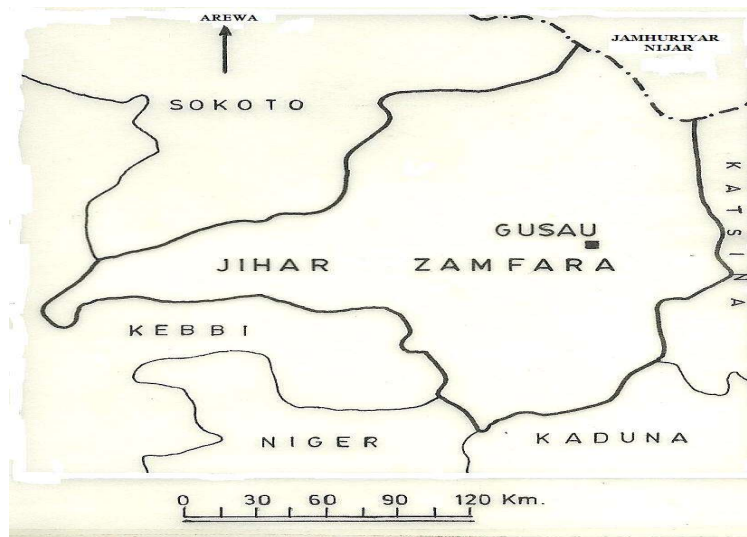 AREWA
JAMHURIYAR
NIJAR
SOKOTO
KATSINA
GUSAU
JIHAR ZAMFARA
KEBBI
NIGER
KADUNA
0 30 60 90 120 Km.